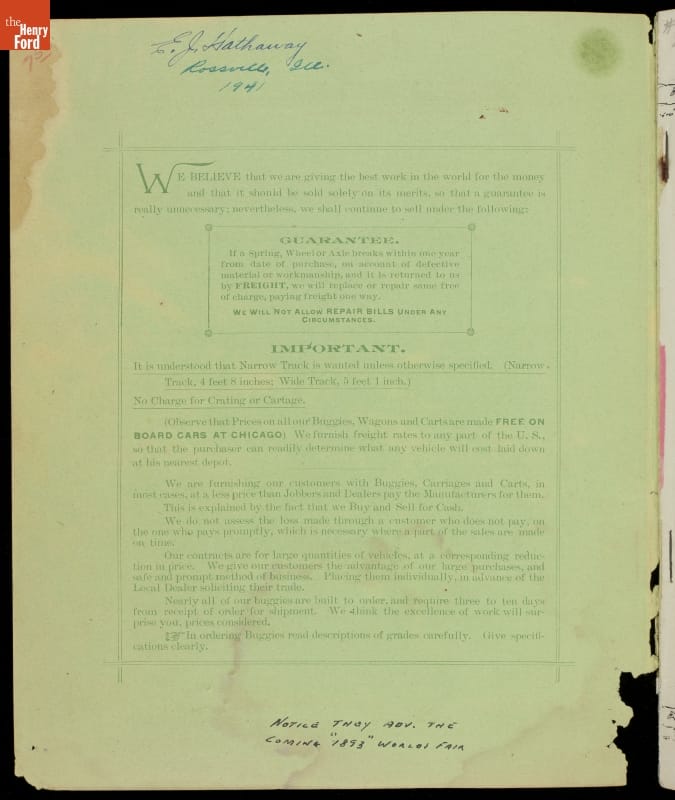 the
Henry
Ford
E. J. Hathaway
Rossville, Ill.
1941
WE BELIEVE that we are giving the best work in the world for the money
and that it should be sold solely on its merits, so that a guarantee is
really unnecessary; nevertheless, we shall continue to sell under the following:
GUARANTEE.
If a Spring, Wheel or Axle breaks within one year
from date of purchase, on account of defective
material or workmanship, and it is returned to us
by FREIGHT, we will replace or repair same free
of charge, paying freight one way.
WE WILL NOT ALLOW REPAIR BILLS UNDER ANY
CIRCUMSTANCES.
IMPORTANT.
It is understood that Narrow Track is wanted unless otherwise specified. (Narrow
Track, 4 feet 8 inches; Wide Track, 5 feet 1 inch.)
No Charge for Crating or Cartage.
(Observe that Prices on all our Buggies, Wagons and Carts are made FREE ON
BOARD CARS AT CHICAGO) We furnish freight rates to any part of the U. S.,
so that the purchaser can readily determine what any vehicle will cost laid down
at his nearest depot.
We are furnishing our customers with Buggies, Carriages and Carts, in
most cases, at a less price than Jobbers and Dealers pay the Manufacturers for them.
This is explained by the fact that we Buy and Sell for Cash.
We do not assess the loss made through a customer who does not pay, on
the one who pays promptly, which is necessary where a part of the sales are made
on time.
Our contracts are for large quantities of vehicles, at a corresponding reduc-
tion in price. We give our customers the advantage of our large purchases, and
safe and prompt method of business. Placing them individually, in advance of the
Local Dealer soliciting their trade.
Nearly all of our buggies are built to order, and require three to ten days
from receipt of order for shipment. We think the excellence of work will sur-
prise you, prices considered.
☞ In ordering Buggies read descriptions of grades carefully. Give specifi-
cations clearly.
NOTICE THEY ADV. THE
COMING "1893" WORLDS FAIR